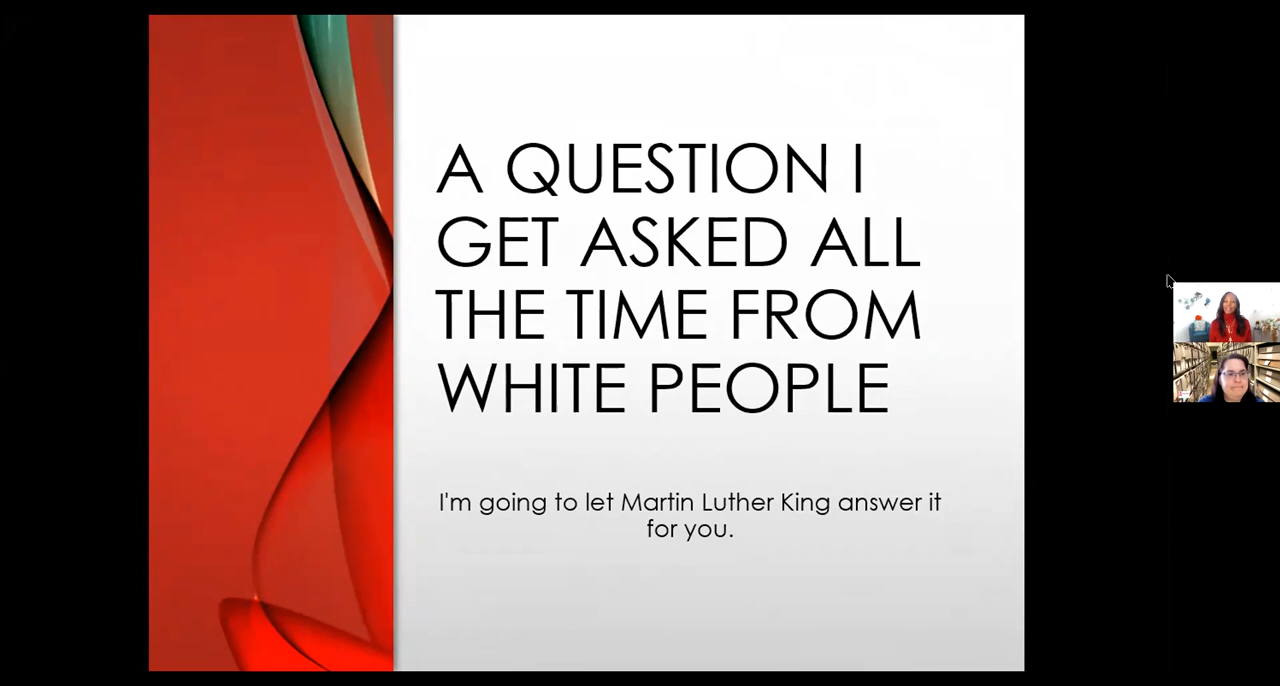 A QUESTION I
GET ASKED ALL
THE TIME FROM
WHITE PEOPLE
I'm going to let Martin Luther King answer it
for you.